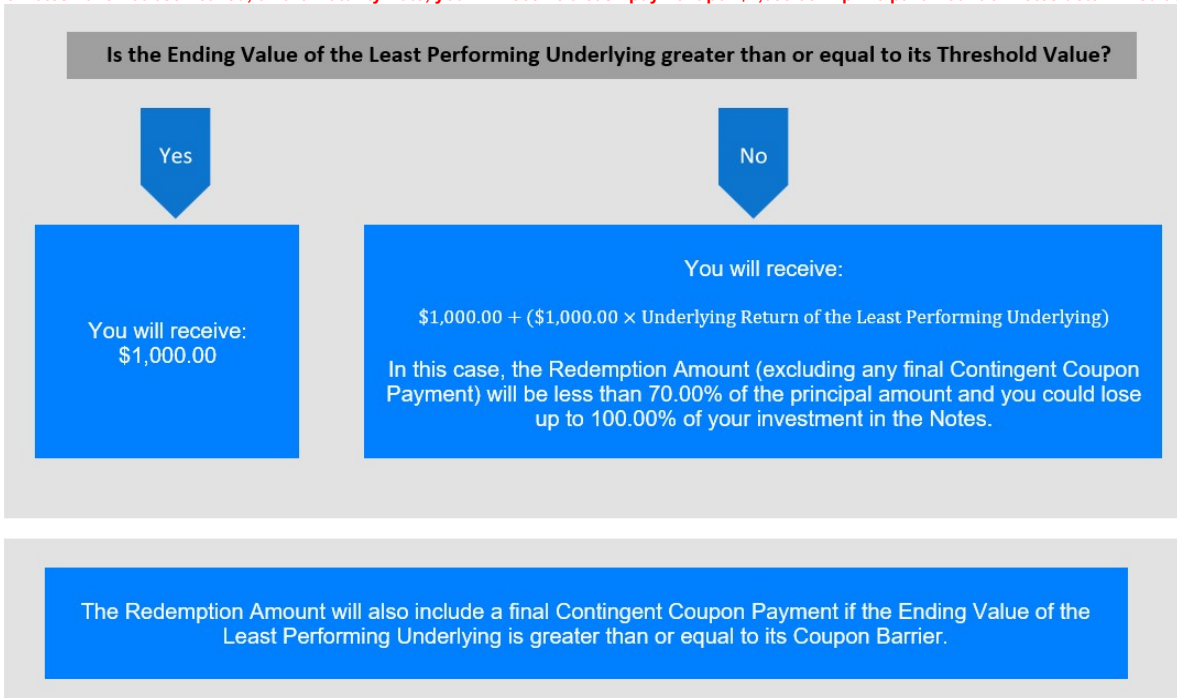 Is the Ending Value of the Least Performing Underlying greater than or equal to its Threshold Value?
Yes
No
You will receive:
$1,000.00
You will receive:
$1,000.00 + ($1,000.00 × Underlying Return of the Least Performing Underlying)
In this case, the Redemption Amount (excluding any final Contingent Coupon
Payment) will be less than 70.00% of the principal amount and you could lose
up to 100.00% of your investment in the Notes.
The Redemption Amount will also include a final Contingent Coupon Payment if the Ending Value of the
Least Performing Underlying is greater than or equal to its Coupon Barrier.